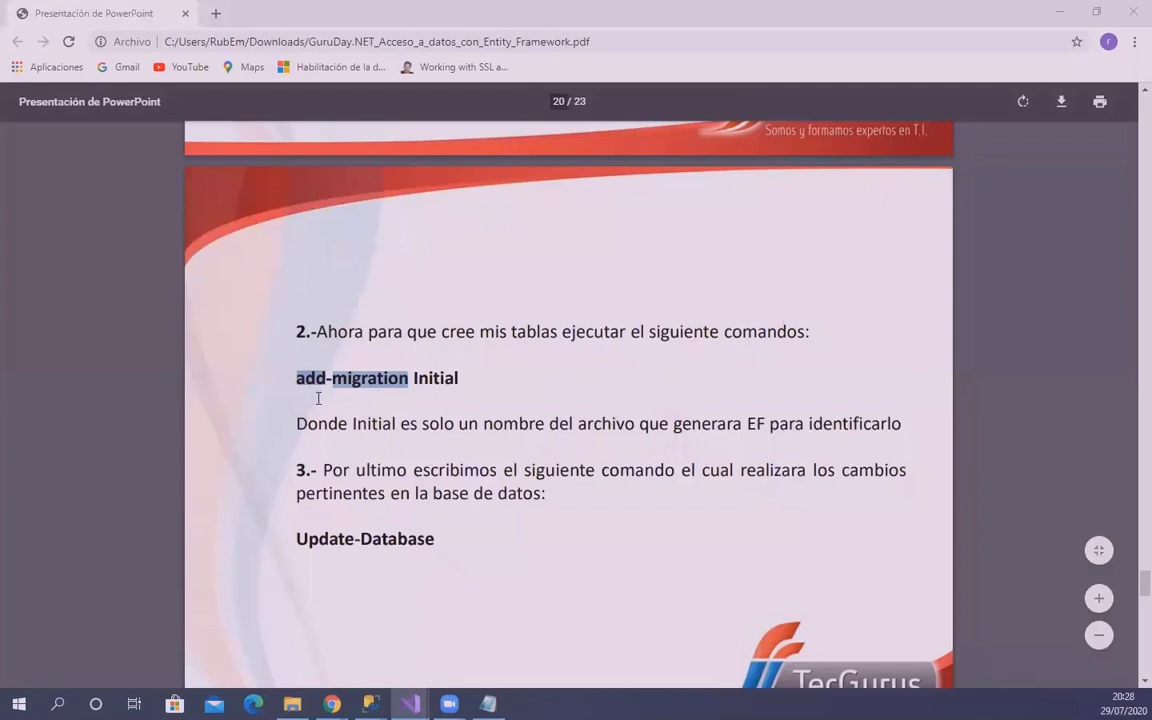 Presentación de PowerPoint
Archivo C:/Users/RubEm/Downloads/GuruDay.NET_Acceso_a_datos_con_Entity_Framework.pdf
r
Aplicaciones Gmail YouTube Maps Habilitación de la d... Working with SSL a...
Presentación de PowerPoint 20 / 23
Somos y formamos expertos en T.I.
2.-Ahora para que cree mis tablas ejecutar el siguiente comandos:
add-migration Initial
Donde Initial es solo un nombre del archivo que generara EF para identificarlo
3.- Por ultimo escribimos el siguiente comando el cual realizara los cambios
pertinentes en la base de datos:
Update-Database
TecGurus
20:28
29/07/2020